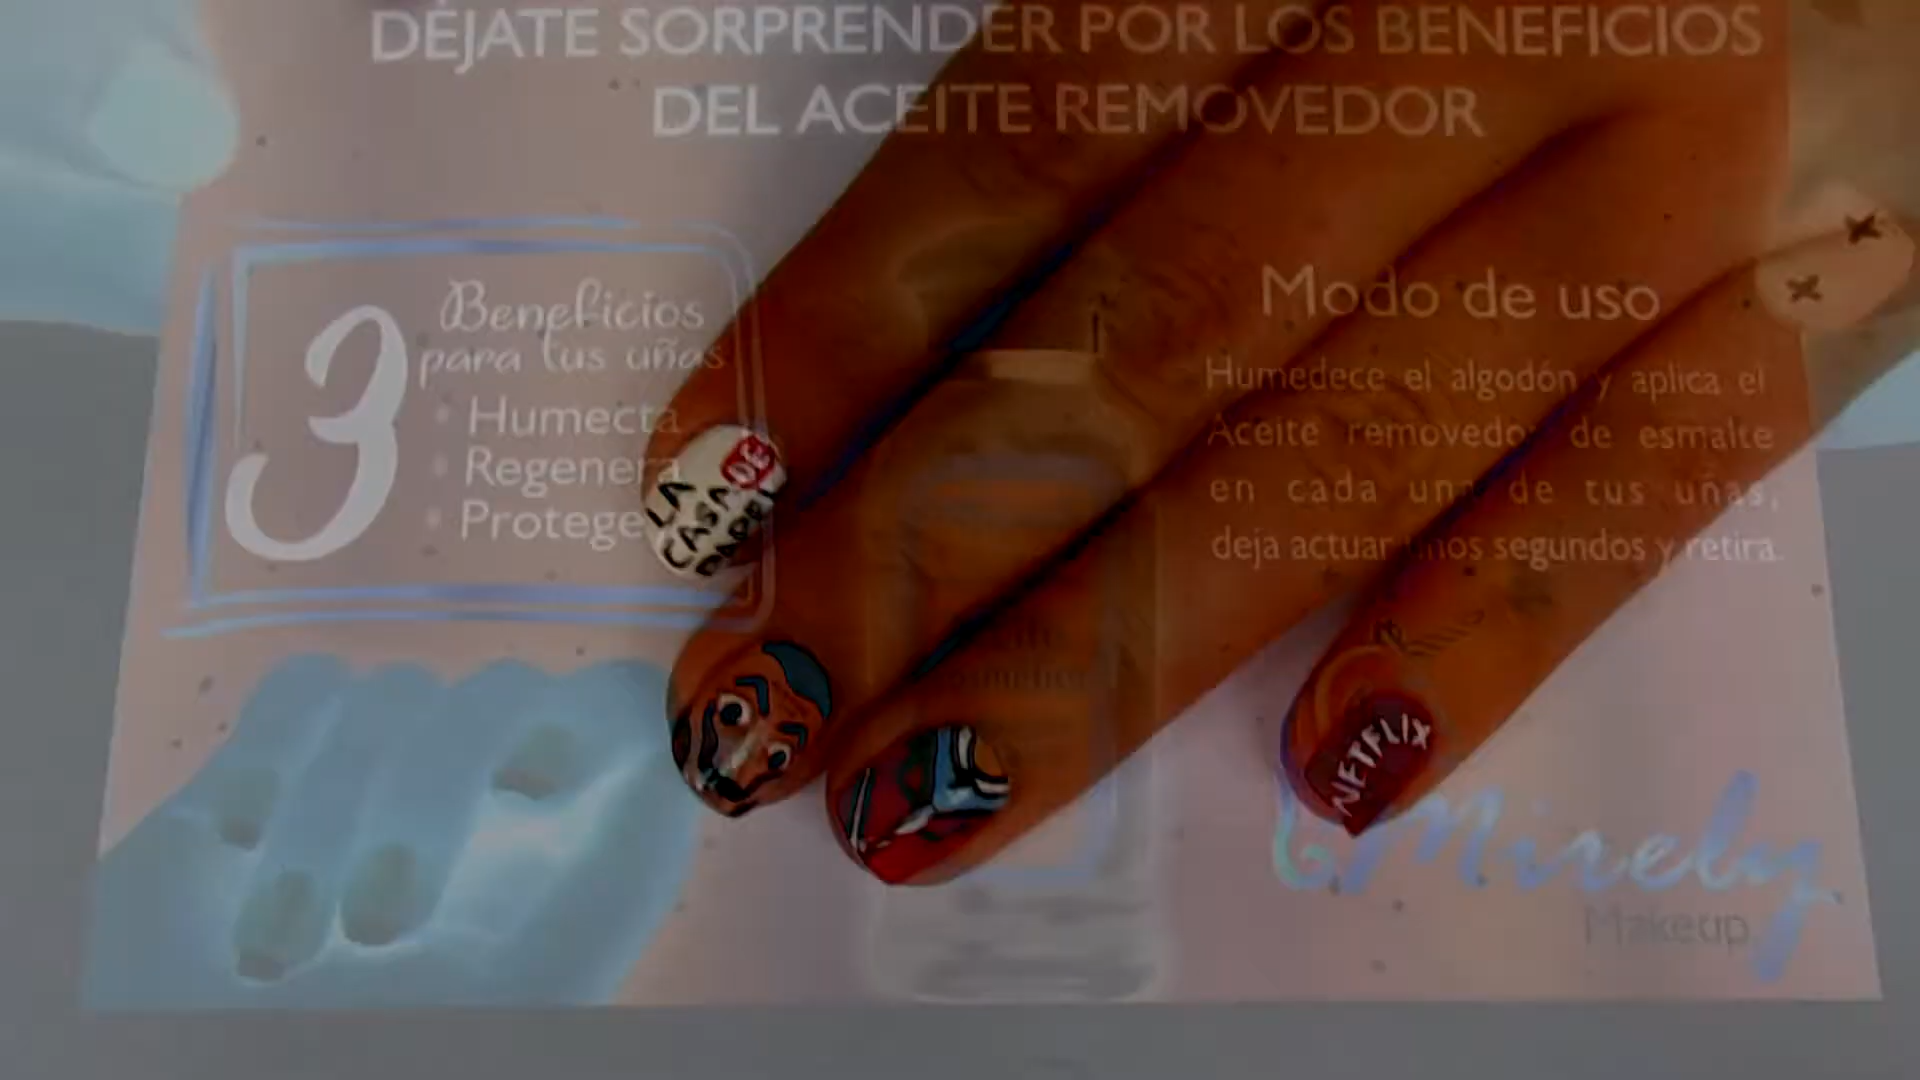 DÉJATE SORPRENDER POR LOS BENEFICIOS
DEL ACEITE REMOVEDOR
3
Beneficios
para tus uñas
• Humecta
• Regenera
• Protege
Modo de uso
Humedece el algodón y aplica el
Aceite removedor de esmalte
en cada una de tus uñas,
deja actuar unos segundos y retira.
LA
CASA DE
PAPEL
NETFLIX
Mirely
Makeup